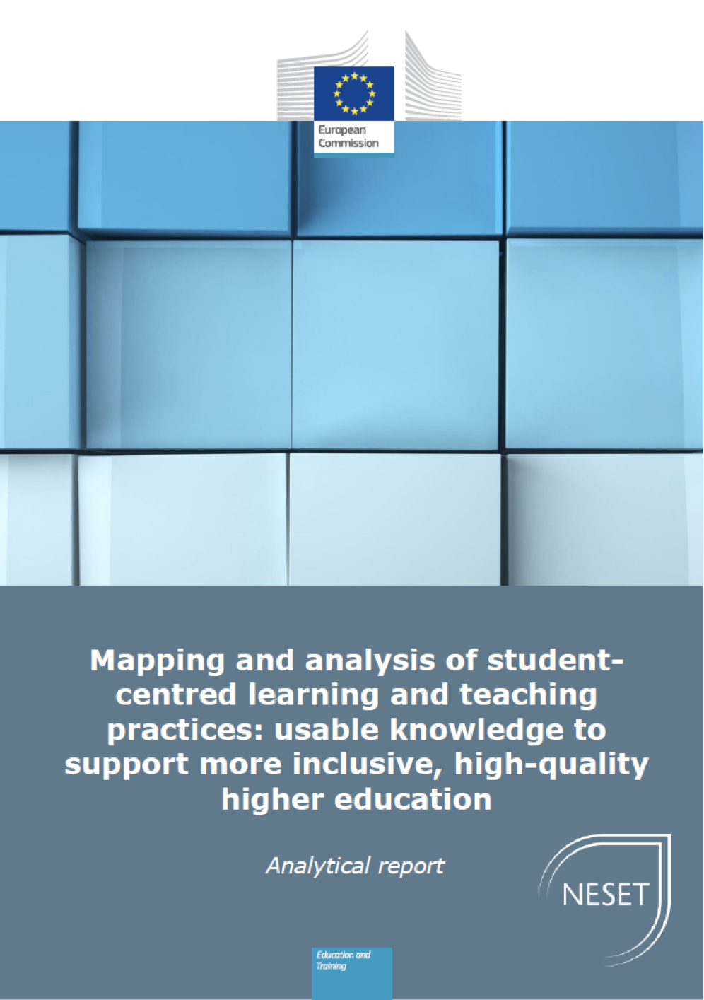 European
Commission
Mapping and analysis of student-
centred learning and teaching
practices: usable knowledge to
support more inclusive, high-quality
higher education
Analytical report
NESET
Education and
Training